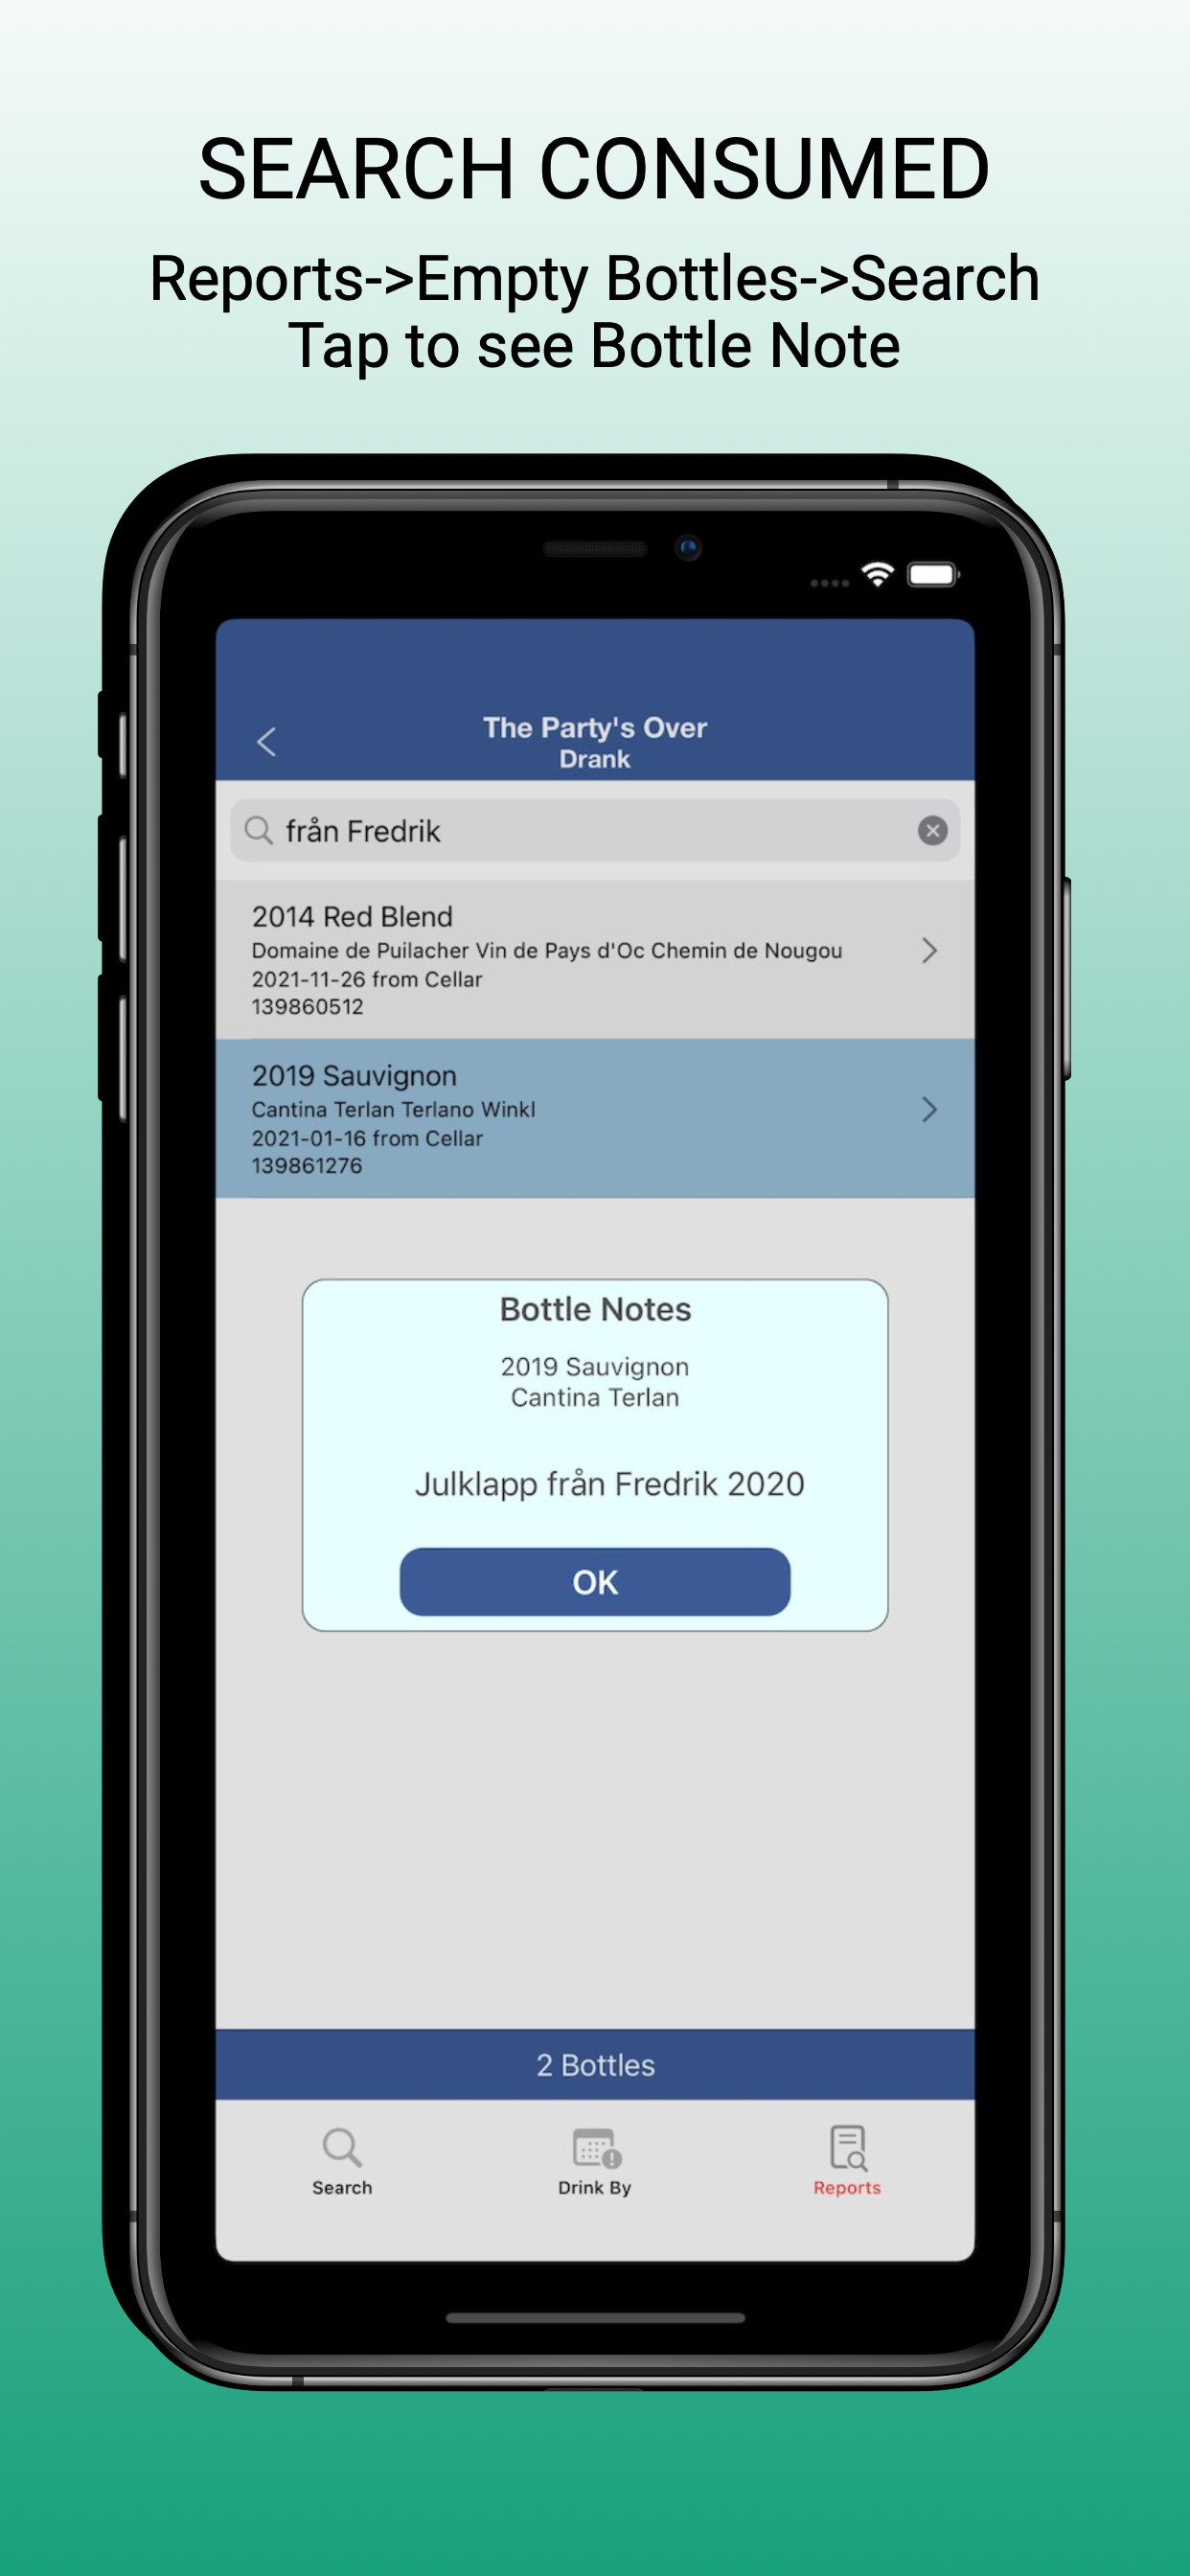 SEARCH CONSUMED
Reports->Empty Bottles->Search
Tap to see Bottle Note
The Party's Over
Drank
från Fredrik
2014 Red Blend
Domaine de Puilacher Vin de Pays d'Oc Chemin de Nougou
2021-11-26 from Cellar
139860512
2019 Sauvignon
Cantina Terlan Terlano Winkl
2021-01-16 from Cellar
139861276
Bottle Notes
2019 Sauvignon
Cantina Terlan
Julklapp från Fredrik 2020
OK
2 Bottles
Search
Drink By
Reports